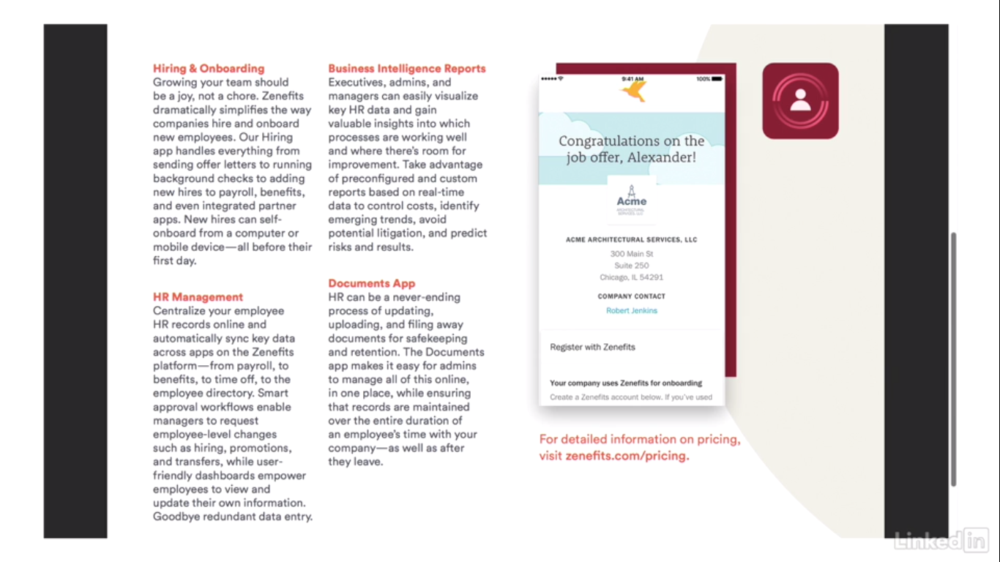 Hiring & Onboarding
Growing your team should
be a joy, not a chore. Zenefits
dramatically simplifies the way
companies hire and onboard
new employees. Our Hiring
app handles everything from
sending offer letters to running
background checks to adding
new hires to payroll, benefits,
and even integrated partner
apps. New hires can self-
onboard from a computer or
mobile device—all before their
first day.
HR Management
Centralize your employee
HR records online and
automatically sync key data
across apps on the Zenefits
platform—from payroll, to
benefits, to time off, to the
employee directory. Smart
approval workflows enable
managers to request
employee-level changes
such as hiring, promotions,
and transfers, while user-
friendly dashboards empower
employees to view and
update their own information.
Goodbye redundant data entry.
Business Intelligence Reports
Executives, admins, and
managers can easily visualize
key HR data and gain
valuable insights into which
processes are working well
and where there's room for
improvement. Take advantage
of preconfigured and custom
reports based on real-time
data to control costs, identify
emerging trends, avoid
potential litigation, and predict
risks and results.
Documents App
HR can be a never-ending
process of updating,
uploading, and filing away
documents for safekeeping
and retention. The Documents
app makes it easy for admins
to manage all of this online,
in one place, while ensuring
that records are maintained
over the entire duration of
an employee's time with your
company—as well as after
they leave.
9:41 AM 100%
Congratulations on the
job offer, Alexander!
Acme
ARCHITECTURAL
SERVICES, LLC
ACME ARCHITECTURAL SERVICES, LLC
300 Main St
Suite 250
Chicago, IL 54291
COMPANY CONTACT
Robert Jenkins
Register with Zenefits
Your company uses Zenefits for onboarding
Create a Zenefits account below. If you've used
For detailed information on pricing,
visit zenefits.com/pricing.
Linked in